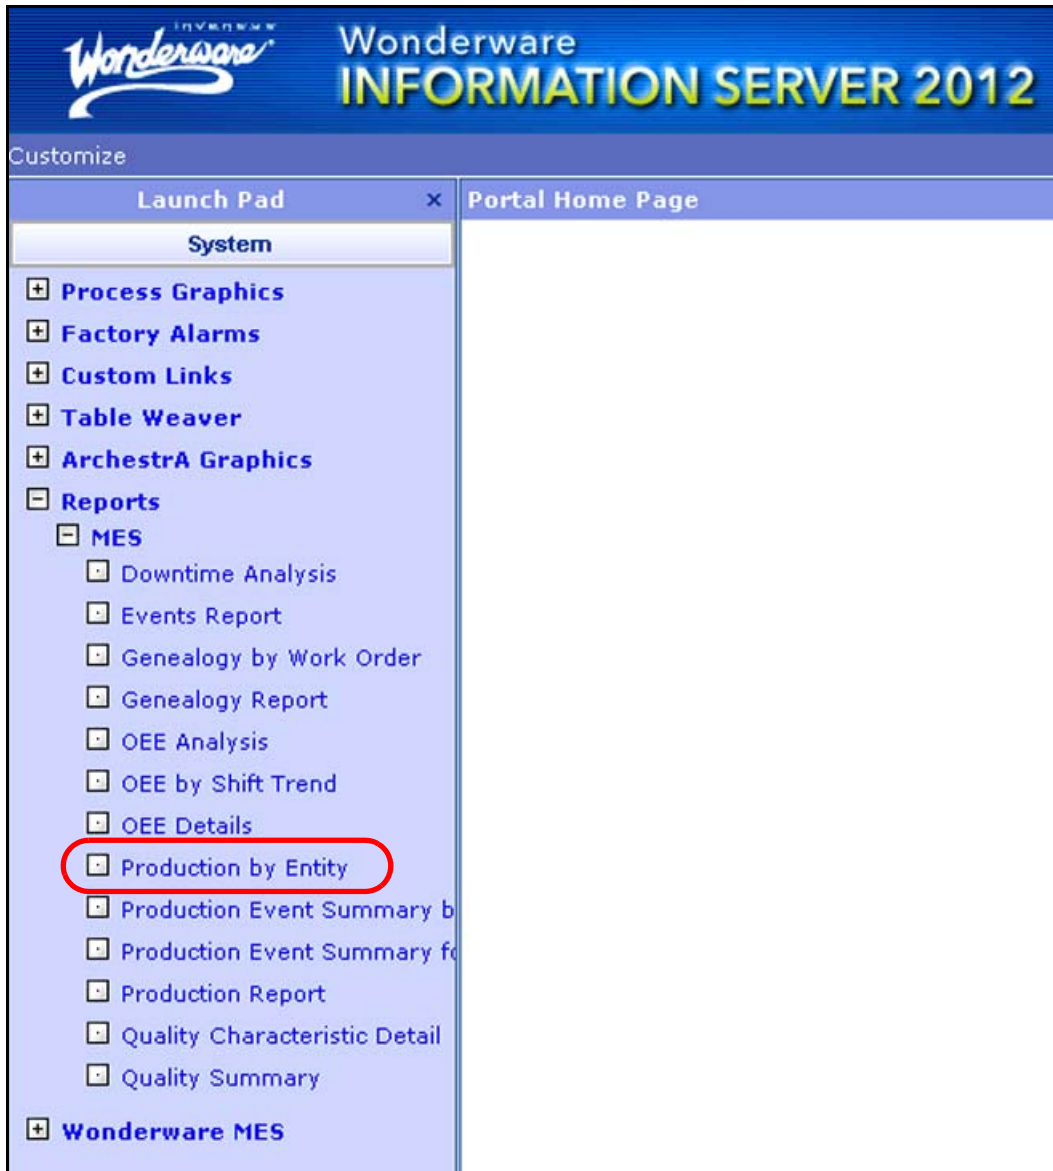 invensys
Wonderware
Wonderware
INFORMATION SERVER 2012
Customize
Launch Pad
×
Portal Home Page
System
Process Graphics
Factory Alarms
Custom Links
Table Weaver
ArchestrA Graphics
Reports
MES
Downtime Analysis
Events Report
Genealogy by Work Order
Genealogy Report
OEE Analysis
OEE by Shift Trend
OEE Details
Production by Entity
Production Event Summary b
Production Event Summary fo
Production Report
Quality Characteristic Detail
Quality Summary
Wonderware MES